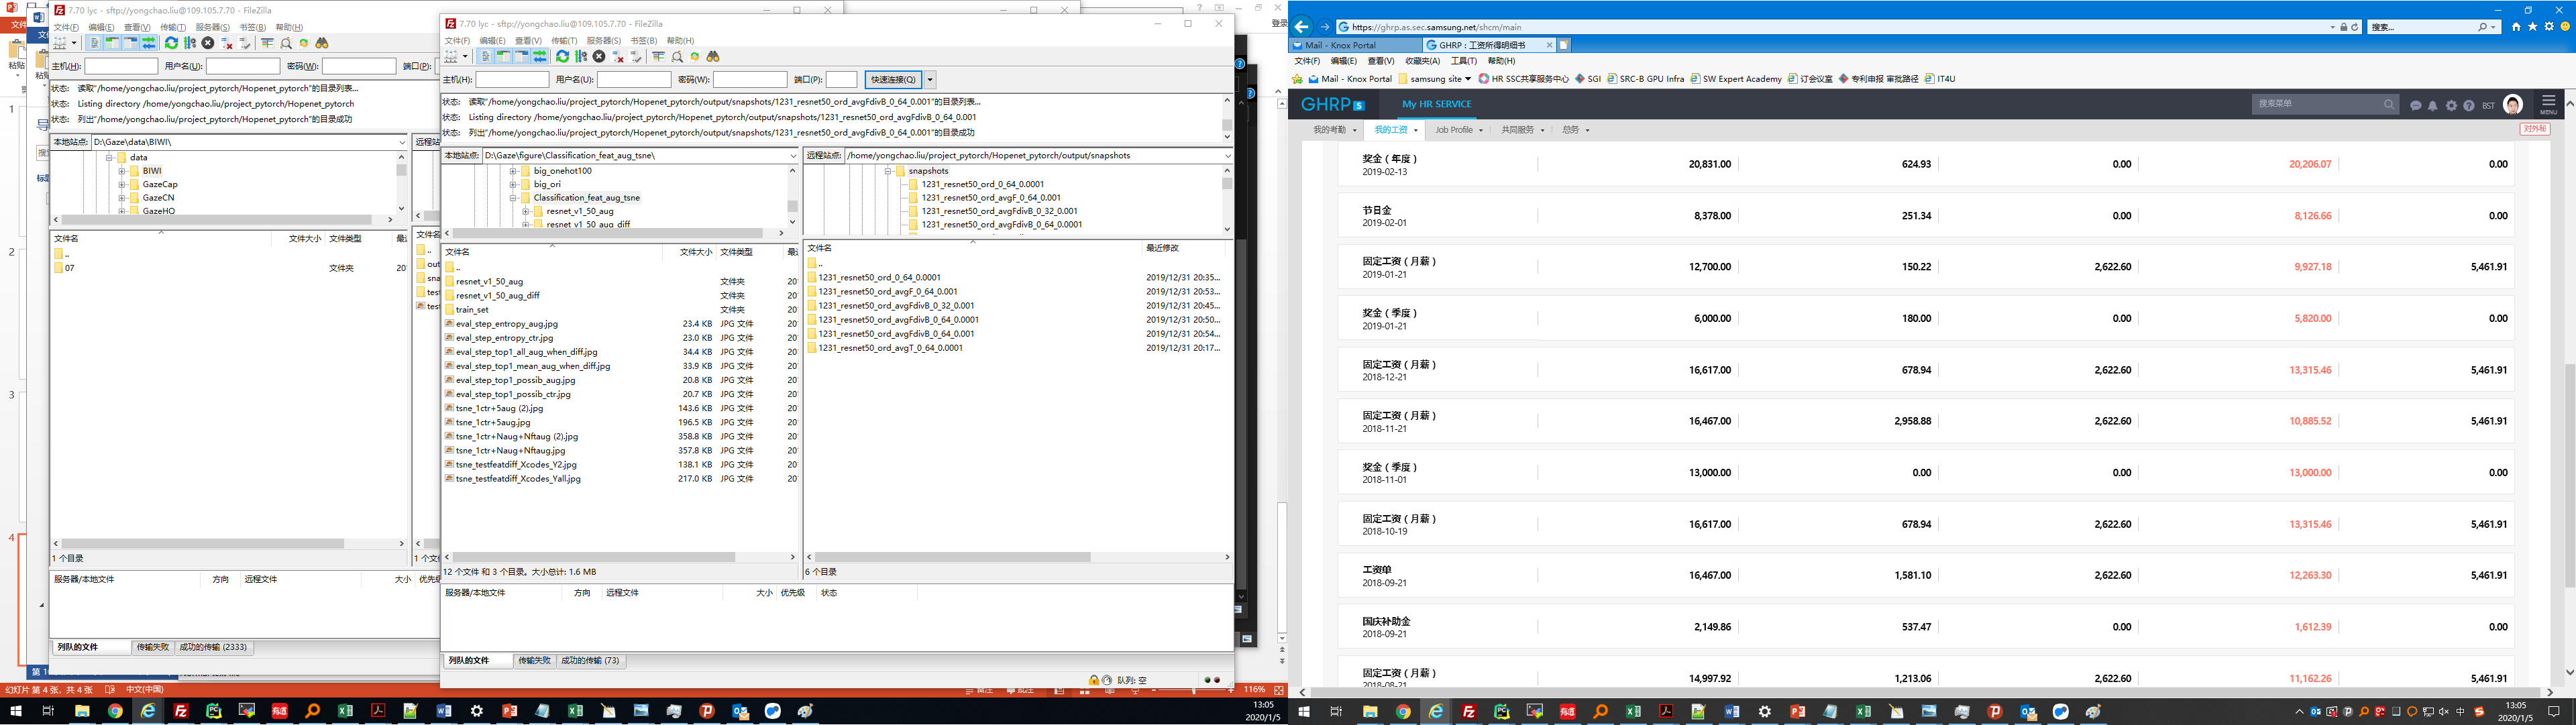 7.70 lyc - sftp://yongchao.liu@109.105.7.70 - FileZilla
文件(F) 编辑(E) 查看(V) 传输(T) 服务器(S) 书签(B) 帮助(H)
主机(H): 用户名(U): 密码(W): 端口(P):
状态: 读取"/home/yongchao.liu/project_pytorch/Hopenet_pytorch"的目录列表...
状态: Listing directory /home/yongchao.liu/project_pytorch/Hopenet_pytorch
状态: 列出"/home/yongchao.liu/project_pytorch/Hopenet_pytorch"的目录成功
本地站点: D:\Gaze\data\BIWI\
data
BIWI
GazeCap
GazeCN
GazeHO
文件名 文件大小 文件类型
..
07 文件夹
1 个目录
服务器/本地文件 方向 远程文件 大小
列队的文件 传输失败 成功的传输 (2333)
7.70 lyc - sftp://yongchao.liu@109.105.7.70 - FileZilla
文件(F) 编辑(E) 查看(V) 传输(T) 服务器(S) 书签(B) 帮助(H)
主机(H): 用户名(U): 密码(W): 端口(P): 快速连接(Q)
状态: 读取"/home/yongchao.liu/project_pytorch/Hopenet_pytorch/output/snapshots/1231_resnet50_ord_avgFdivB_0_64_0.001"的目录列表...
状态: Listing directory /home/yongchao.liu/project_pytorch/Hopenet_pytorch/output/snapshots/1231_resnet50_ord_avgFdivB_0_64_0.001
状态: 列出"/home/yongchao.liu/project_pytorch/Hopenet_pytorch/output/snapshots/1231_resnet50_ord_avgFdivB_0_64_0.001"的目录成功
本地站点: D:\Gaze\figure\Classification_feat_aug_tsne\
big_onehot100
big_ori
Classification_feat_aug_tsne
resnet_v1_50_aug
resnet_v1_50_aug_diff
文件名 文件大小 文件类型
..
resnet_v1_50_aug 文件夹
resnet_v1_50_aug_diff 文件夹
train_set 文件夹
eval_step_entropy_aug.jpg 23.4 KB JPG 文件
eval_step_entropy_ctr.jpg 23.0 KB JPG 文件
eval_step_top1_all_aug_when_diff.jpg 34.4 KB JPG 文件
eval_step_top1_mean_aug_when_diff.jpg 33.9 KB JPG 文件
eval_step_top1_possib_aug.jpg 20.8 KB JPG 文件
eval_step_top1_possib_ctr.jpg 20.7 KB JPG 文件
tsne_1ctr+5aug (2).jpg 143.6 KB JPG 文件
tsne_1ctr+5aug.jpg 196.5 KB JPG 文件
tsne_1ctr+Naug+Nftaug (2).jpg 358.8 KB JPG 文件
tsne_1ctr+Naug+Nftaug.jpg 357.8 KB JPG 文件
tsne_testfeatdiff_Xcodes_Y2.jpg 138.1 KB JPG 文件
tsne_testfeatdiff_Xcodes_Yall.jpg 217.0 KB JPG 文件
12 个文件 和 3 个目录。大小总计: 1.6 MB
远程站点: /home/yongchao.liu/project_pytorch/Hopenet_pytorch/output/snapshots
snapshots
1231_resnet50_ord_0_64_0.0001
1231_resnet50_ord_avgF_0_64_0.001
1231_resnet50_ord_avgFdivB_0_32_0.001
1231_resnet50_ord_avgFdivB_0_64_0.0001
文件名 最近修改
..
1231_resnet50_ord_0_64_0.0001 2019/12/31 20:35...
1231_resnet50_ord_avgF_0_64_0.001 2019/12/31 20:53...
1231_resnet50_ord_avgFdivB_0_32_0.001 2019/12/31 20:45...
1231_resnet50_ord_avgFdivB_0_64_0.0001 2019/12/31 20:50...
1231_resnet50_ord_avgFdivB_0_64_0.001 2019/12/31 20:54...
1231_resnet50_ord_avgT_0_64_0.0001 2019/12/31 20:17...
6 个目录
服务器/本地文件 方向 远程文件 大小 优先级 状态
列队的文件 传输失败 成功的传输 (73)
队列: 空
幻灯片 第 4 张，共 4 张 中文(中国) 备注 批注 116%
13:05
2020/1/5
https://ghrp.as.sec.samsung.net/shcm/main
搜索...
Mail - Knox Portal GHRP : 工资所得明细书
文件(F) 编辑(E) 查看(V) 收藏夹(A) 工具(T) 帮助(H)
Mail - Knox Portal samsung site HR SSC共享服务中心 SGI SRC-B GPU Infra SW Expert Academy 订会议室 专利申报 审批路径 IT4U
GHRP S My HR SERVICE 搜索菜单 BST MENU
我的考勤 我的工资 Job Profile 共同服务 总务 对外秘
奖金 ( 年度 ) 20,831.00 624.93 0.00 20,206.07 0.00
2019-02-13
节日金 8,378.00 251.34 0.00 8,126.66 0.00
2019-02-01
固定工资 ( 月薪 ) 12,700.00 150.22 2,622.60 9,927.18 5,461.91
2019-01-21
奖金 ( 季度 ) 6,000.00 180.00 0.00 5,820.00 0.00
2019-01-21
固定工资 ( 月薪 ) 16,617.00 678.94 2,622.60 13,315.46 5,461.91
2018-12-21
固定工资 ( 月薪 ) 16,467.00 2,958.88 2,622.60 10,885.52 5,461.91
2018-11-21
奖金 ( 季度 ) 13,000.00 0.00 0.00 13,000.00 0.00
2018-11-01
固定工资 ( 月薪 ) 16,617.00 678.94 2,622.60 13,315.46 5,461.91
2018-10-19
工资单 16,467.00 1,581.10 2,622.60 12,263.30 5,461.91
2018-09-21
国庆补助金 2,149.86 537.47 0.00 1,612.39 0.00
2018-09-21
固定工资 ( 月薪 ) 14,997.92 1,213.06 2,622.60 11,162.26 5,461.91
2018-08-21
13:05
2020/1/5